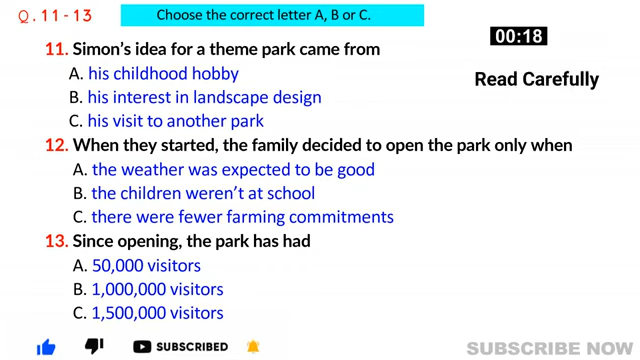 Q.11-13
Choose the correct letter A, B or C.
00:18
Read Carefully
11. Simon's idea for a theme park came from
A. his childhood hobby
B. his interest in landscape design
C. his visit to another park
12. When they started, the family decided to open the park only when
A. the weather was expected to be good
B. the children weren't at school
C. there were fewer farming commitments
13. Since opening, the park has had
A. 50,000 visitors
B. 1,000,000 visitors
C. 1,500,000 visitors
SUBSCRIBED
SUBSCRIBE NOW